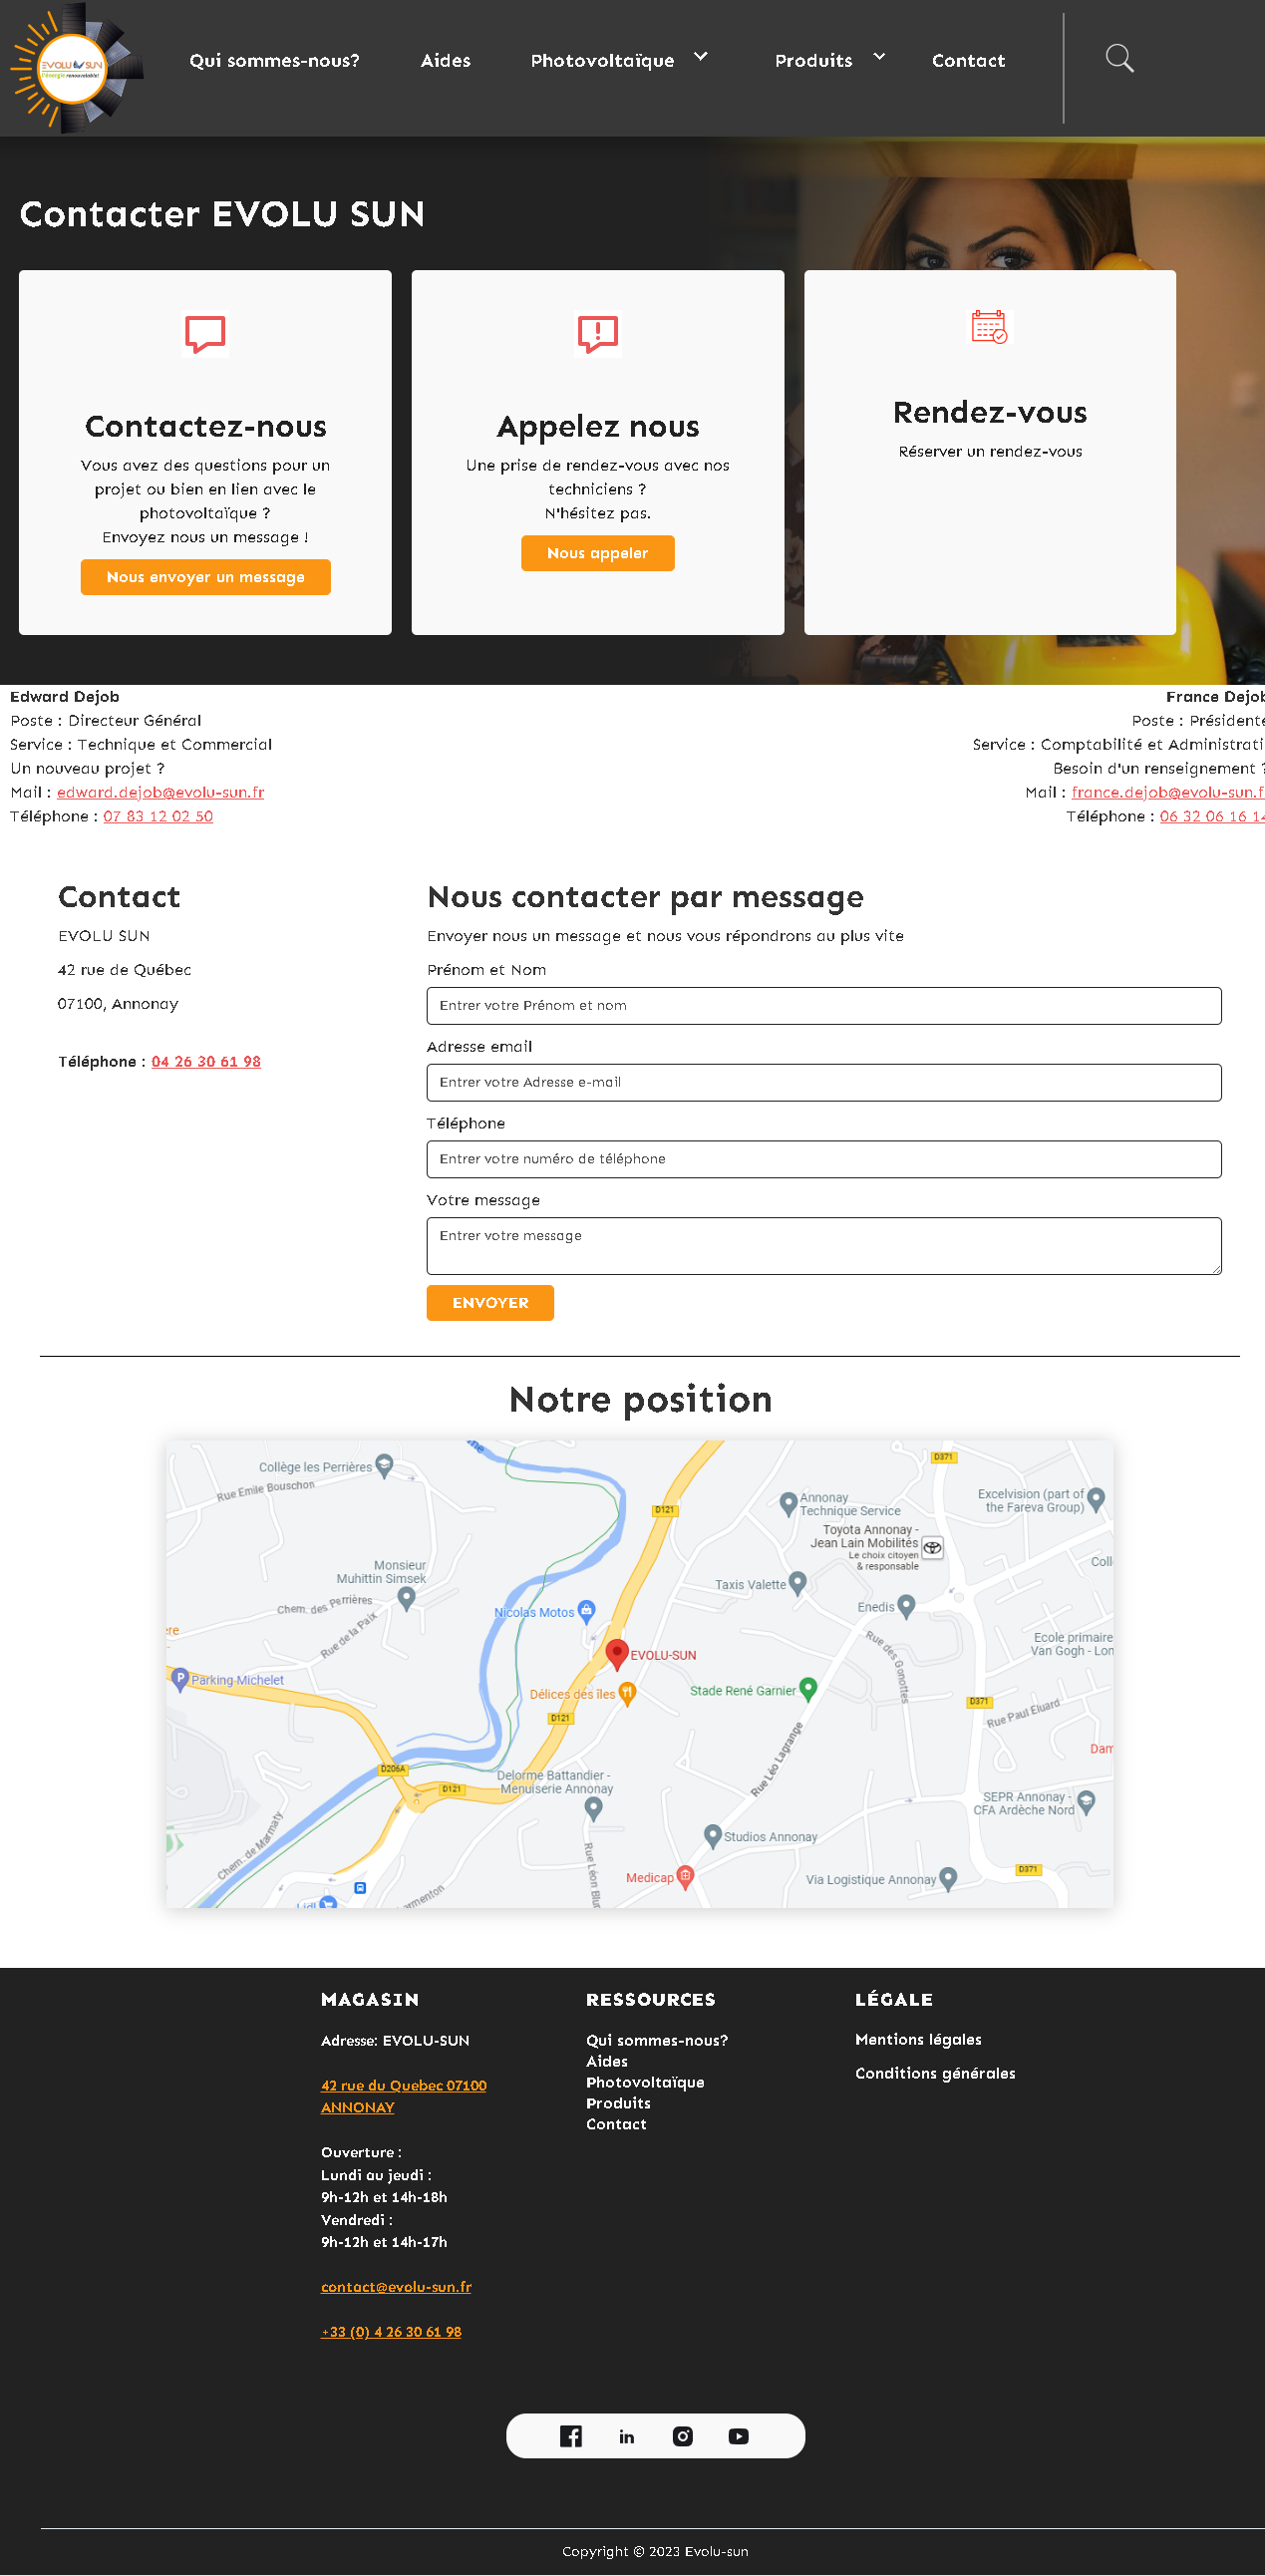 EVOLU SUN
l'énergie renouvelable!
Qui sommes-nous?
Aides
Photovoltaïque
Produits
Contact
Contacter EVOLU SUN
Contactez-nous
Vous avez des questions pour un
projet ou bien en lien avec le
photovoltaïque ?
Envoyez nous un message !
Nous envoyer un message
Appelez nous
Une prise de rendez-vous avec nos
techniciens ?
N'hésitez pas.
Nous appeler
Rendez-vous
Réserver un rendez-vous
Edward Dejob
Poste : Directeur Général
Service : Technique et Commercial
Un nouveau projet ?
Mail : edward.dejob@evolu-sun.fr
Téléphone : 07 83 12 02 50
France Dejob
Poste : Présidente
Service : Comptabilité et Administrati
Besoin d'un renseignement ?
Mail : france.dejob@evolu-sun.f
Téléphone : 06 32 06 16 14
Contact
EVOLU SUN
42 rue de Québec
07100, Annonay
Téléphone : 04 26 30 61 98
Nous contacter par message
Envoyer nous un message et nous vous répondrons au plus vite
Prénom et Nom
Entrer votre Prénom et nom
Adresse email
Entrer votre Adresse e-mail
Téléphone
Entrer votre numéro de téléphone
Votre message
Entrer votre message
ENVOYER
Notre position
Collège les Perrières
Rue Emile Bouschon
D121
D371
Annonay
Technique Service
Excelvision (part of
the Fareva Group)
Toyota Annonay -
Jean Lain Mobilités
Le choix citoyen
& responsable
Monsieur
Muhittin Simsek
Chem. des Perrières
Rue de la Paix
Nicolas Motos
Taxis Valette
Enedis
Ecole primaire
Van Gogh - Lon
Rue des Gonottes
EVOLU-SUN
P
Parking Michelet
Délices des îles
Stade René Garnier
D121
D371
Rue Paul Eluard
Rue Léo Lagrange
D206A
D121
Delorme Battandier -
Menuiserie Annonay
SEPR Annonay -
CFA Ardèche Nord
Chem. de Marmaty
Studios Annonay
Rue Léon Blum
Medicap
Via Logistique Annonay
D371
Lidl
MAGASIN
Adresse: EVOLU-SUN
42 rue du Quebec 07100
ANNONAY
Ouverture :
Lundi au jeudi :
9h-12h et 14h-18h
Vendredi :
9h-12h et 14h-17h
contact@evolu-sun.fr
+33 (0) 4 26 30 61 98
RESSOURCES
Qui sommes-nous?
Aides
Photovoltaïque
Produits
Contact
LÉGALE
Mentions légales
Conditions générales
Copyright © 2023 Evolu-sun